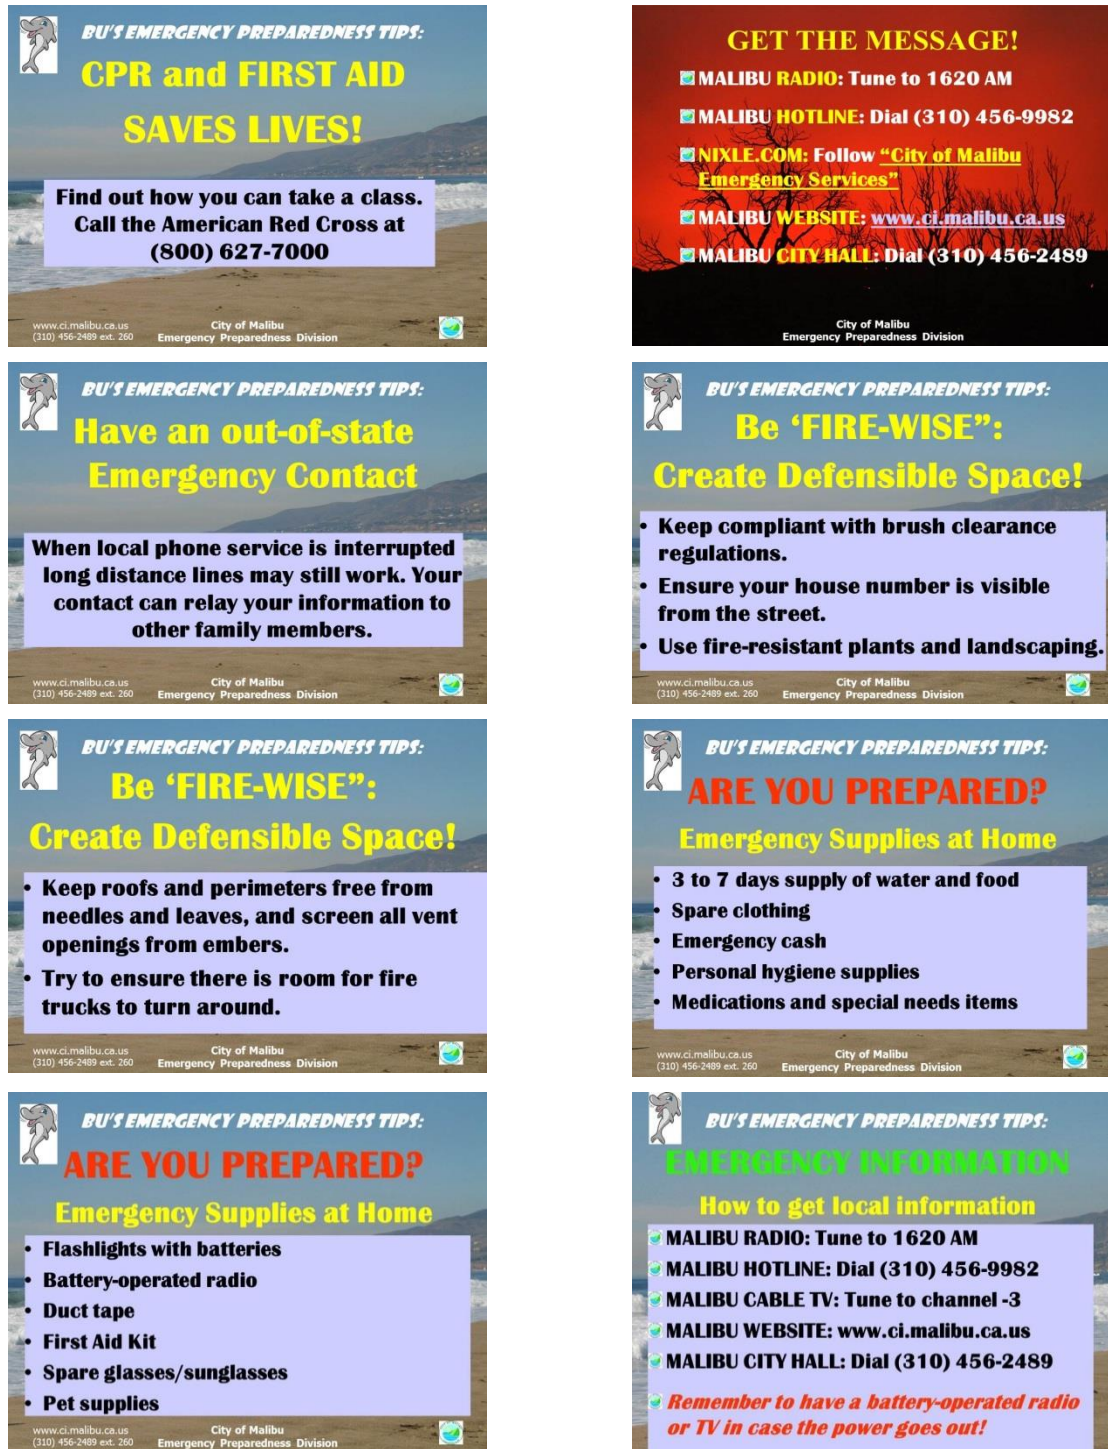 BU'S EMERGENCY PREPAREDNESS TIPS:
CPR and FIRST AID
SAVES LIVES!
Find out how you can take a class.
Call the American Red Cross at
(800) 627-7000
www.ci.malibu.ca.us
(310) 456-2489 ext. 260
City of Malibu
Emergency Preparedness Division
GET THE MESSAGE!
MALIBU RADIO: Tune to 1620 AM
MALIBU HOTLINE: Dial (310) 456-9982
NIXLE.COM: Follow “City of Malibu
Emergency Services”
MALIBU WEBSITE: www.ci.malibu.ca.us
MALIBU CITY HALL: Dial (310) 456-2489
City of Malibu
Emergency Preparedness Division
BU'S EMERGENCY PREPAREDNESS TIPS:
Have an out-of-state
Emergency Contact
When local phone service is interrupted
long distance lines may still work. Your
contact can relay your information to
other family members.
www.ci.malibu.ca.us
(310) 456-2489 ext. 260
City of Malibu
Emergency Preparedness Division
BU'S EMERGENCY PREPAREDNESS TIPS:
Be ‘FIRE-WISE”:
Create Defensible Space!
• Keep compliant with brush clearance
regulations.
• Ensure your house number is visible
from the street.
• Use fire-resistant plants and landscaping.
www.ci.malibu.ca.us
(310) 456-2489 ext. 260
City of Malibu
Emergency Preparedness Division
BU'S EMERGENCY PREPAREDNESS TIPS:
Be ‘FIRE-WISE”:
Create Defensible Space!
• Keep roofs and perimeters free from
needles and leaves, and screen all vent
openings from embers.
• Try to ensure there is room for fire
trucks to turn around.
www.ci.malibu.ca.us
(310) 456-2489 ext. 260
City of Malibu
Emergency Preparedness Division
BU'S EMERGENCY PREPAREDNESS TIPS:
ARE YOU PREPARED?
Emergency Supplies at Home
• 3 to 7 days supply of water and food
• Spare clothing
• Emergency cash
• Personal hygiene supplies
• Medications and special needs items
www.ci.malibu.ca.us
(310) 456-2489 ext. 260
City of Malibu
Emergency Preparedness Division
BU'S EMERGENCY PREPAREDNESS TIPS:
ARE YOU PREPARED?
Emergency Supplies at Home
• Flashlights with batteries
• Battery-operated radio
• Duct tape
• First Aid Kit
• Spare glasses/sunglasses
• Pet supplies
www.ci.malibu.ca.us
(310) 456-2489 ext. 260
City of Malibu
Emergency Preparedness Division
BU'S EMERGENCY PREPAREDNESS TIPS:
EMERGENCY INFORMATION
How to get local information
MALIBU RADIO: Tune to 1620 AM
MALIBU HOTLINE: Dial (310) 456-9982
MALIBU CABLE TV: Tune to channel -3
MALIBU WEBSITE: www.ci.malibu.ca.us
MALIBU CITY HALL: Dial (310) 456-2489
Remember to have a battery-operated radio
or TV in case the power goes out!